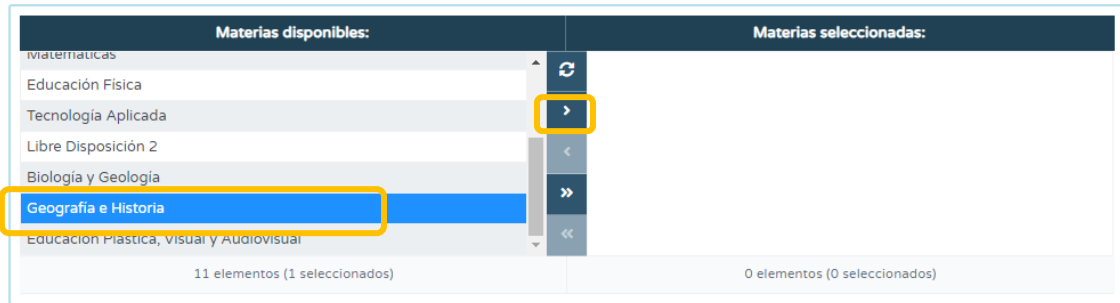 Materias disponibles:
Materias seleccionadas:
Matemáticas
Educación Física
Tecnología Aplicada
Libre Disposición 2
Biología y Geología
Geografía e Historia
Educación Plástica, Visual y Audiovisual
11 elementos (1 seleccionados)
0 elementos (0 seleccionados)